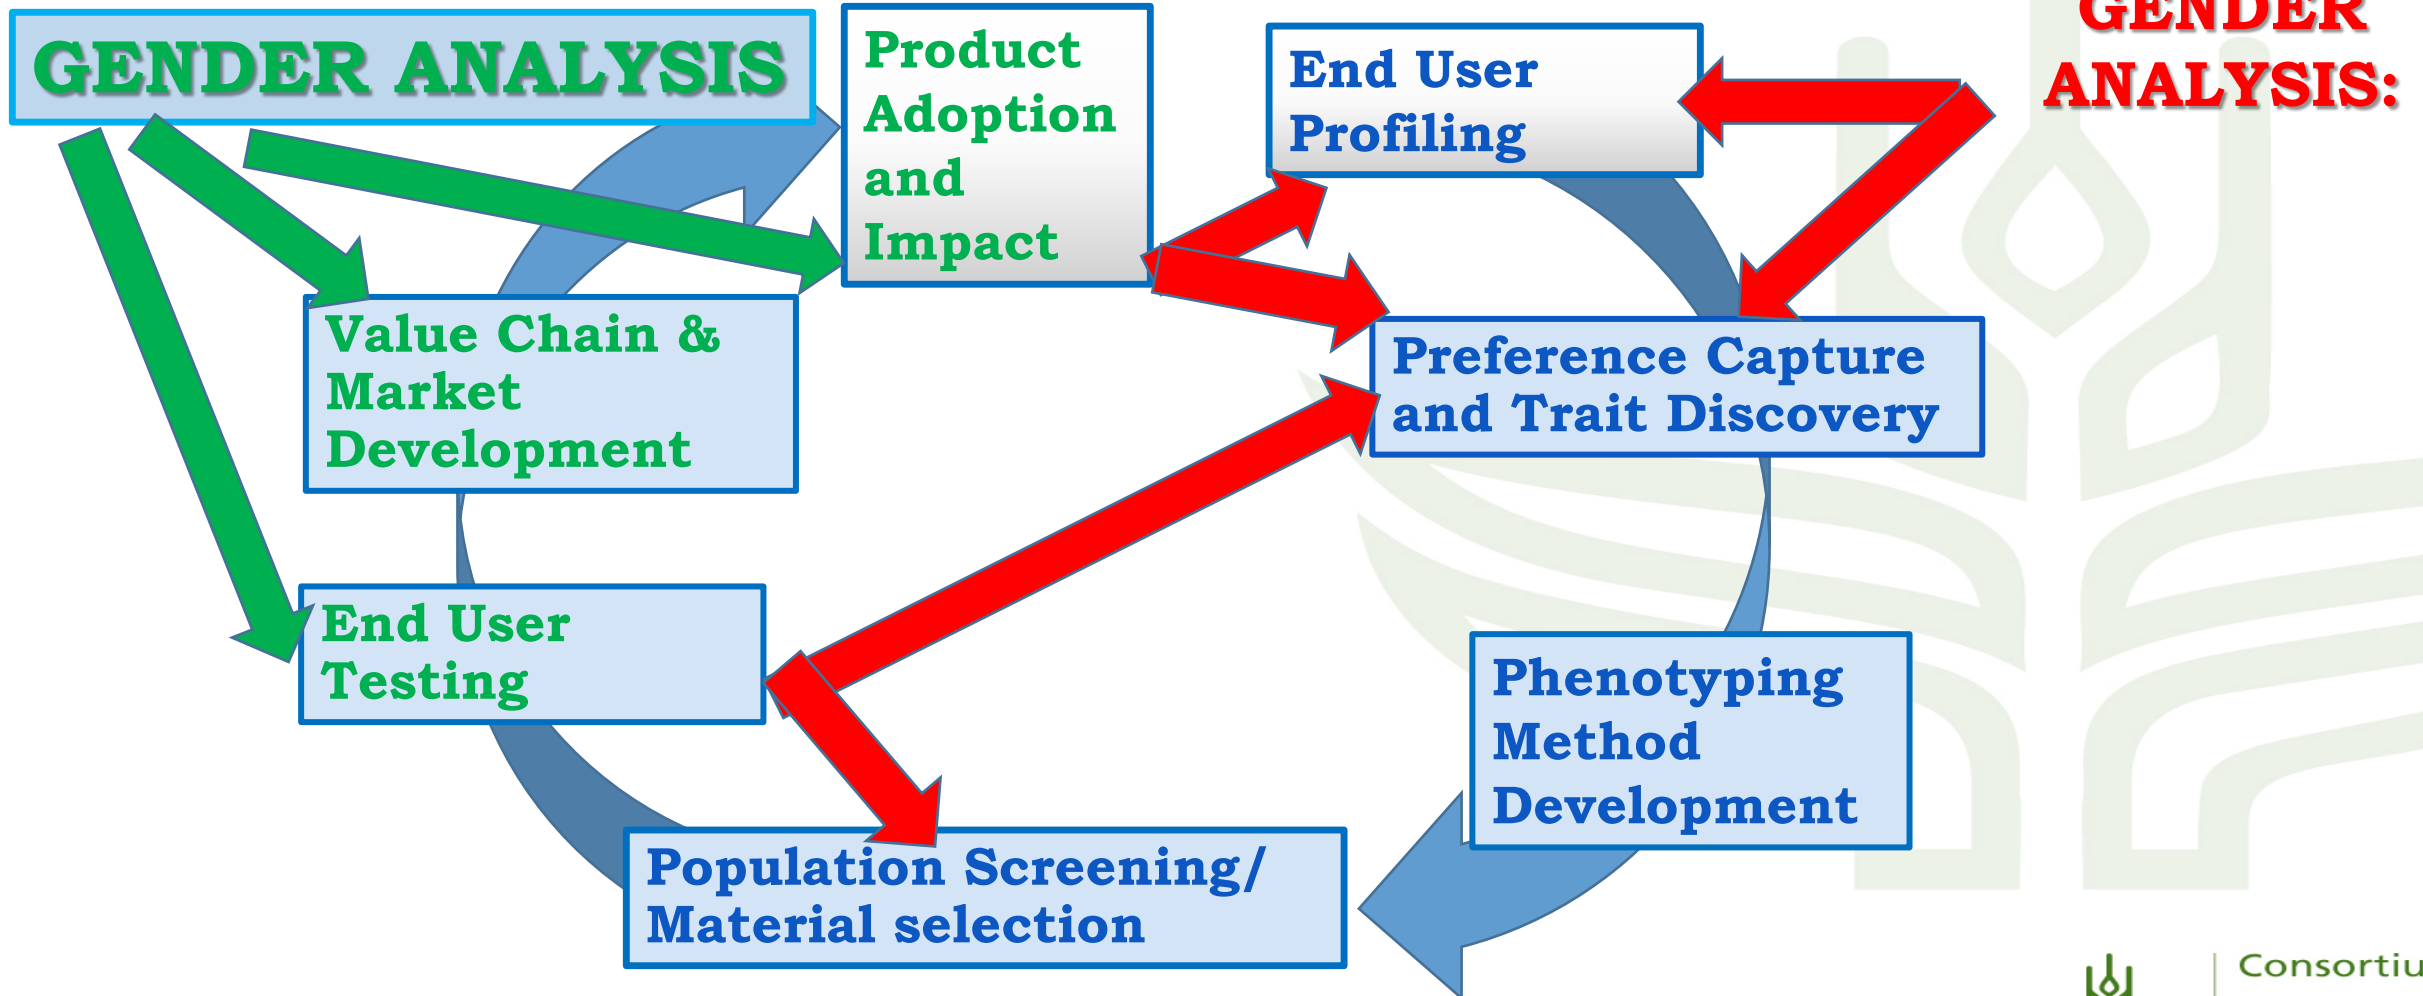 GENDER ANALYSIS
Product
Adoption
and
Impact
End User
Profiling
GENDER
ANALYSIS:
Value Chain &
Market
Development
Preference Capture
and Trait Discovery
End User
Testing
Phenotyping
Method
Development
Population Screening/
Material selection
Consortiu